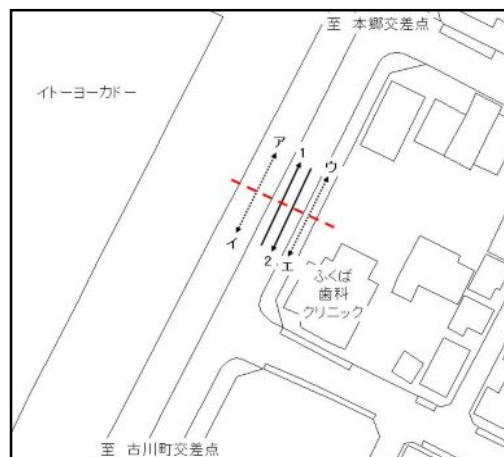 至 本郷交差点
イトーヨーカドー
ア
1
ウ
イ
2
エ
ふくば
歯科
クリニック
至 古川町交差点